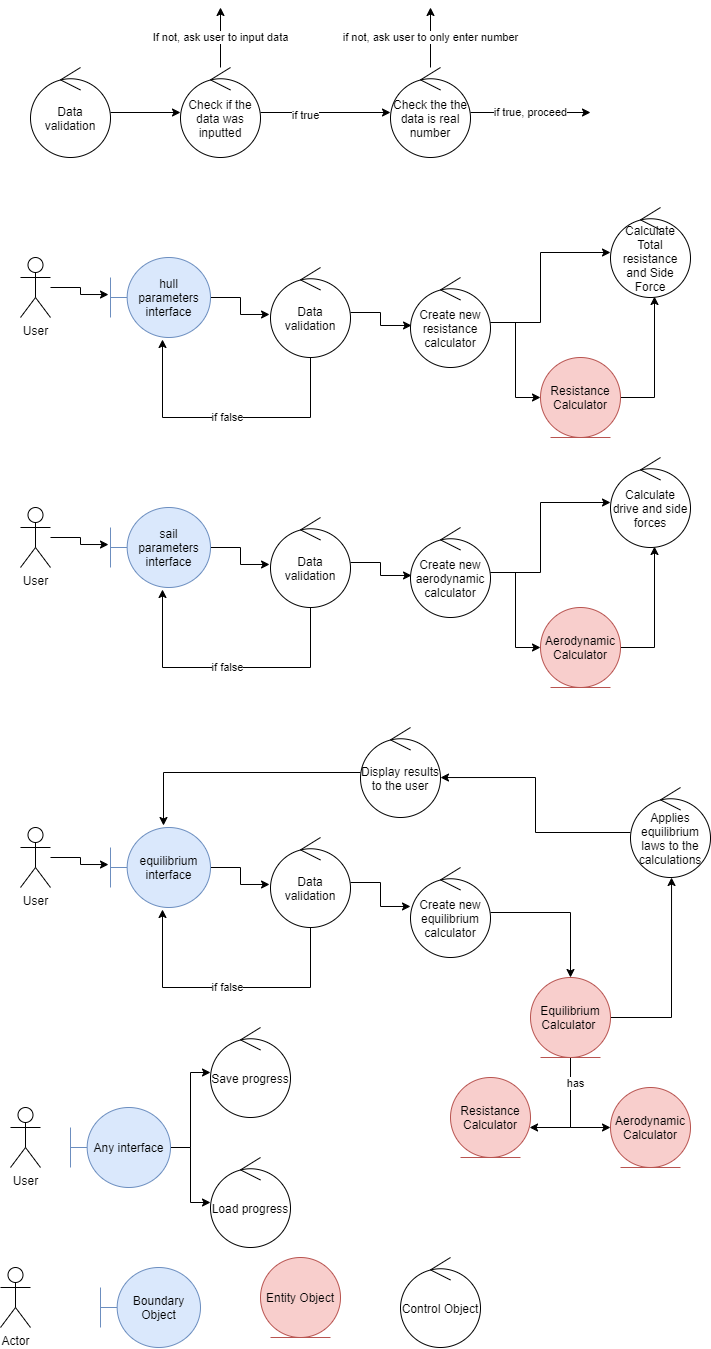 If not, ask user to input data
if not, ask user to only enter number
Data
validation
Check if the
data was
inputted
if true
Check the the
data is real
number
if true, proceed
User
hull
parameters
interface
Data
validation
if false
Create new
resistance
calculator
Calculate
Total
resistance
and Side
Force
Resistance
Calculator
User
sail
parameters
interface
Data
validation
if false
Create new
aerodynamic
calculator
Calculate
drive and side
forces
Aerodynamic
Calculator
Display results
to the user
User
equilibrium
interface
Data
validation
if false
Create new
equilibrium
calculator
Applies
equilibrium
laws to the
calculations
Equilibrium
Calculator
has
Resistance
Calculator
Aerodynamic
Calculator
User
Any interface
Save progress
Load progress
Actor
Boundary
Object
Entity Object
Control Object